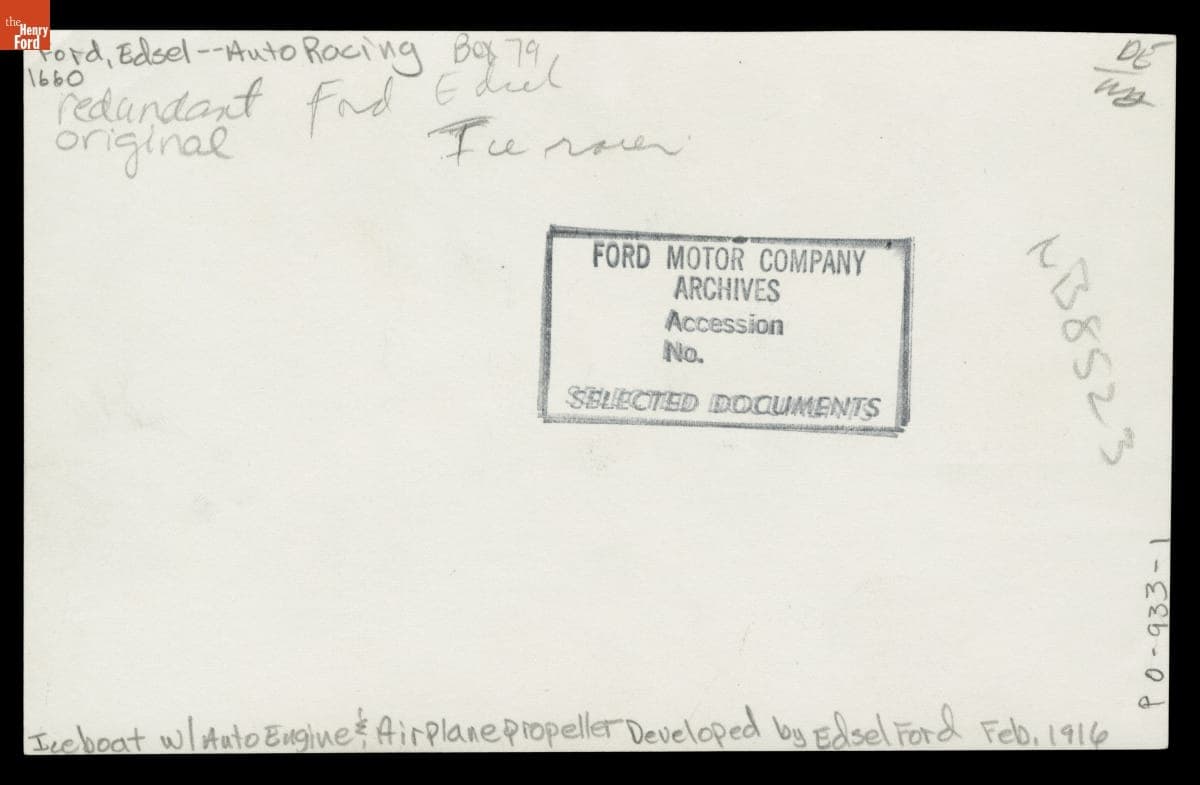 the
Henry
Ford
Ford, Edsel--Auto Racing Box 79
1660
redundant Ford Edsel
original Ice racer
DE
FORD MOTOR COMPANY
ARCHIVES
Accession
No.
SELECTED DOCUMENTS
P0-933-1
Iceboat w/Auto Engine & Airplane propeller Developed by Edsel Ford Feb. 1916